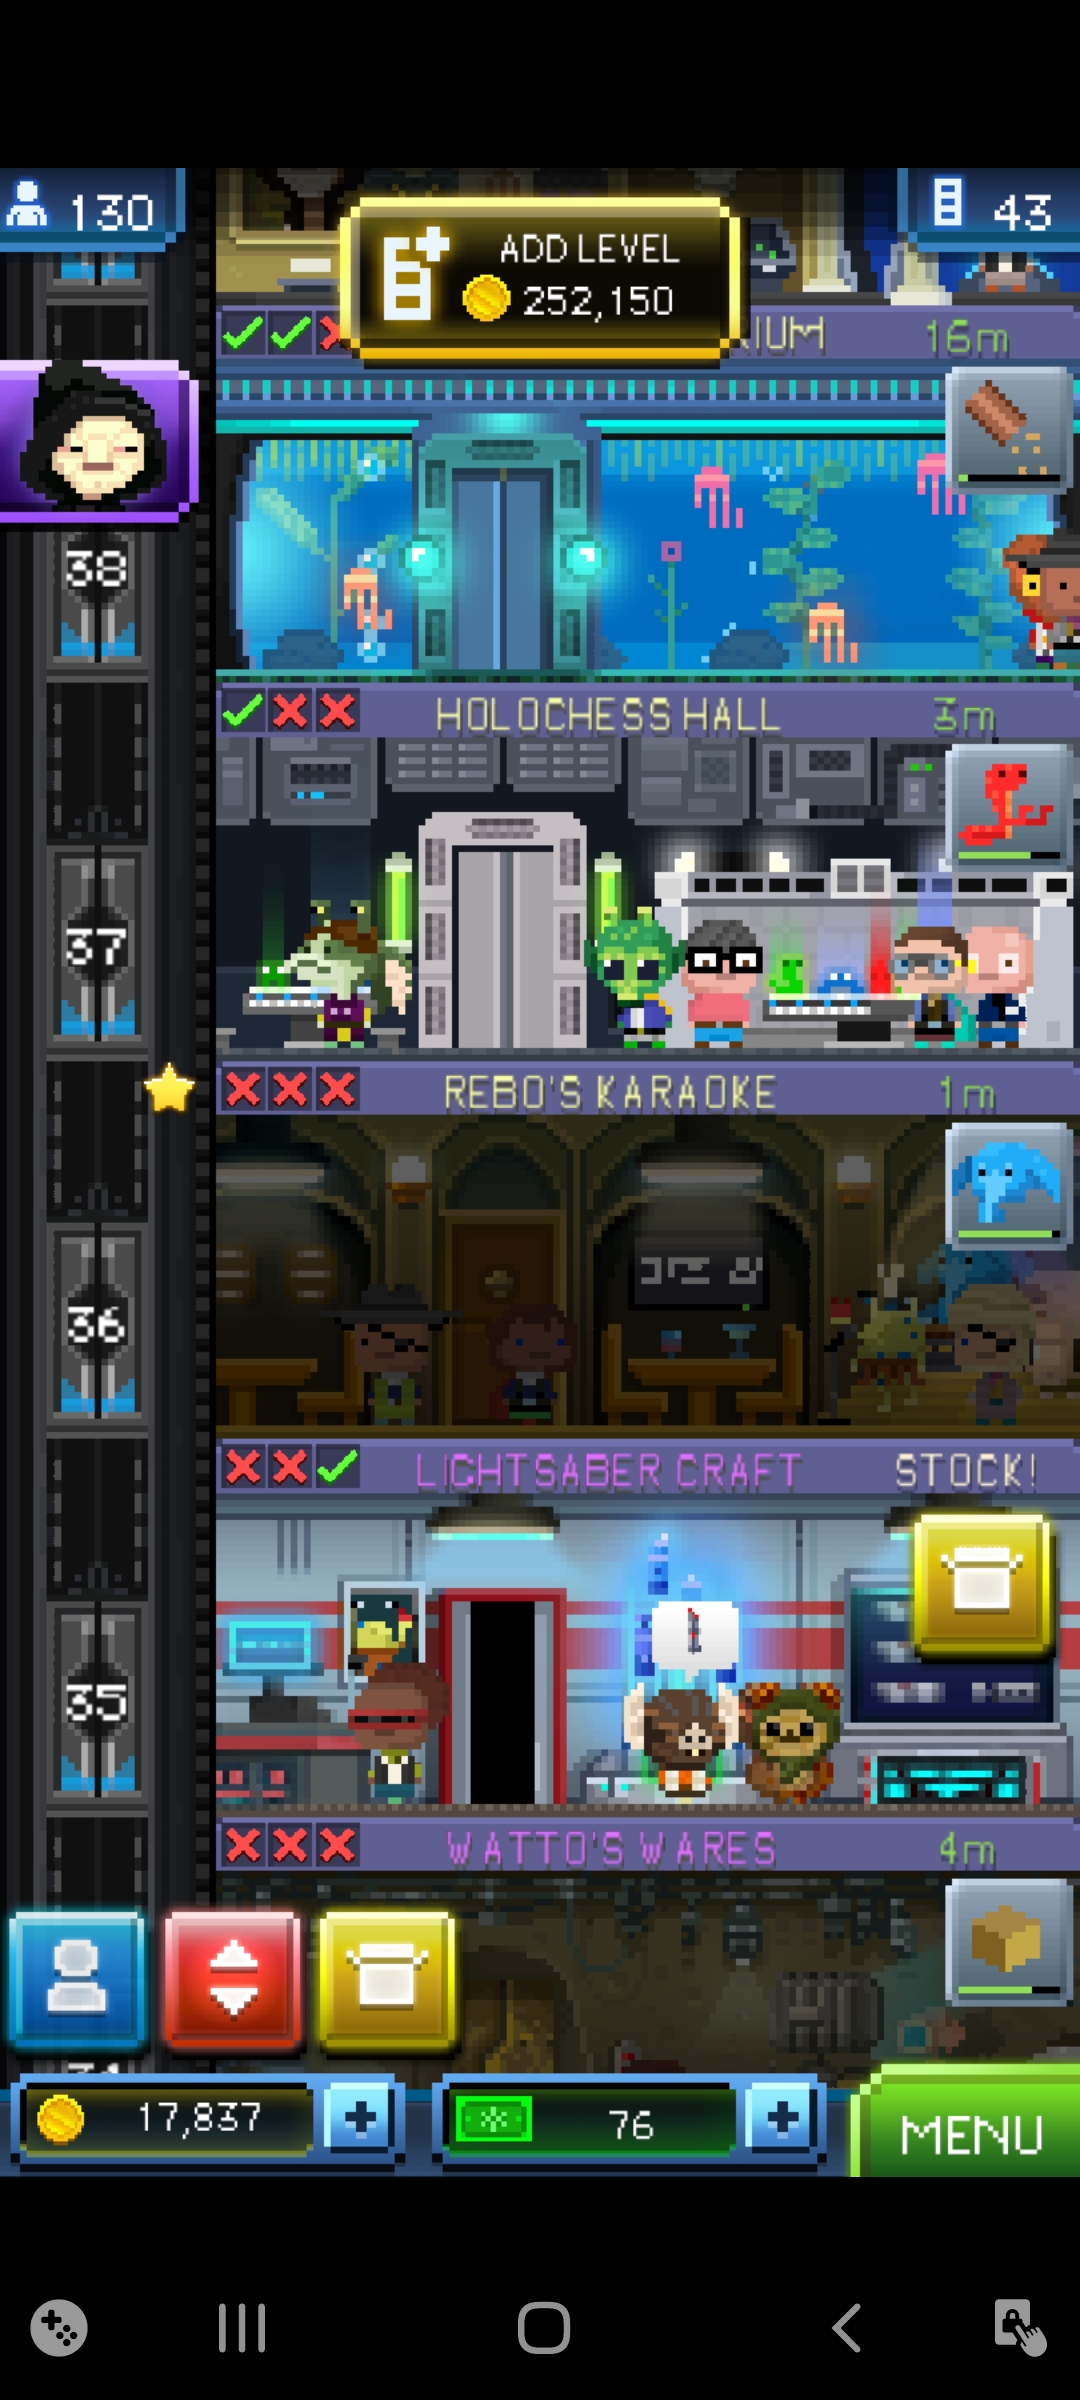 130
43
ADD LEVEL
252,150
RIUM 16m
38
HOLOCHESS HALL 3m
37
REBO'S KARAOKE 1m
36
LIGHTSABER CRAFT STOCK!
35
WATTO'S WARES 4m
17,837
76
MENU